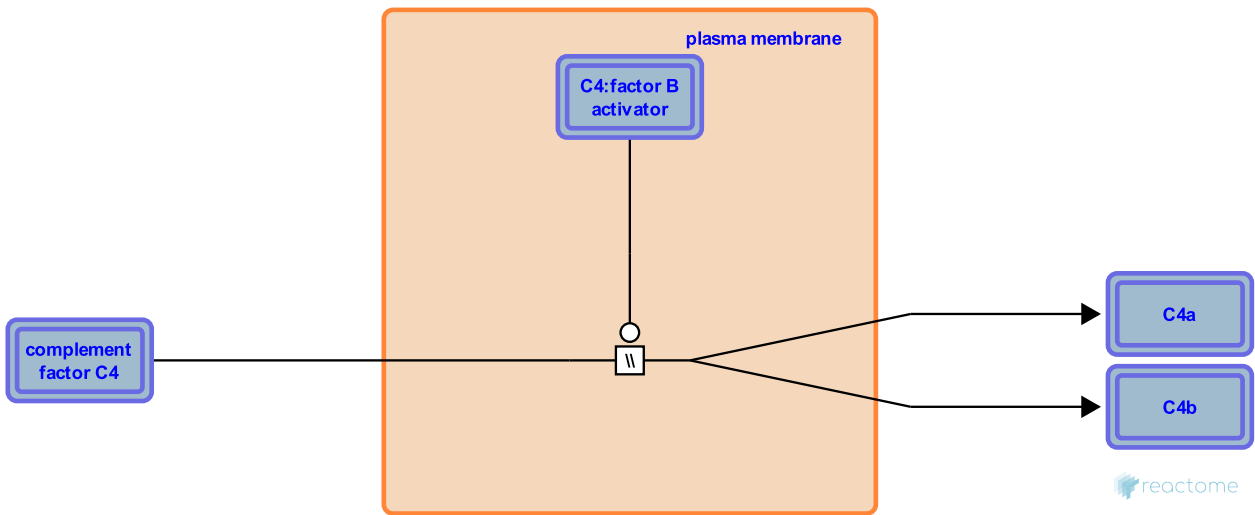 plasma membrane
C4:factor B
activator
complement
factor C4
\\
C4a
C4b
reactome